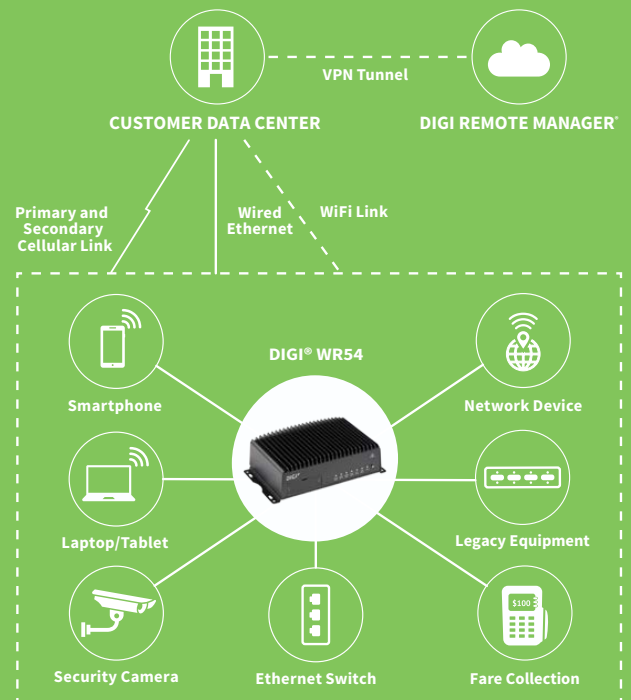 VPN Tunnel
CUSTOMER DATA CENTER
DIGI REMOTE MANAGER®
Primary and
Secondary
Cellular Link
Wired
Ethernet
WiFi Link
DIGI® WR54
Smartphone
Network Device
DIGI
Laptop/Tablet
Legacy Equipment
$100
Security Camera
Ethernet Switch
Fare Collection